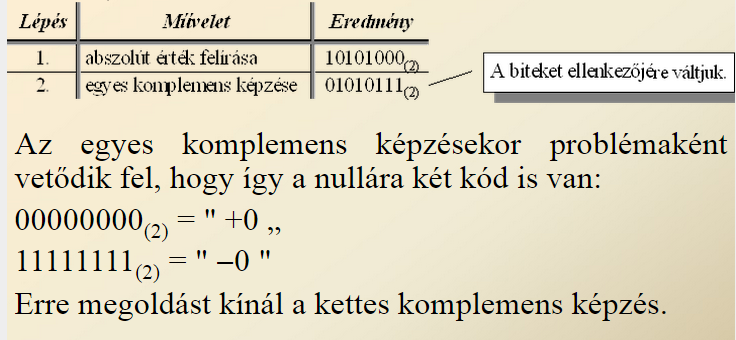 Lépés Művelet Eredmény
1. abszolút érték felírása 10101000(2)
2. egyes komplemens képzése 01010111(2)
A biteket ellenkezőjére váltjuk.
Az egyes komplemens képzésekor problémaként
vetődik fel, hogy így a nullára két kód is van:
00000000(2) = " +0 „
11111111(2) = " −0 "
Erre megoldást kínál a kettes komplemens képzés.